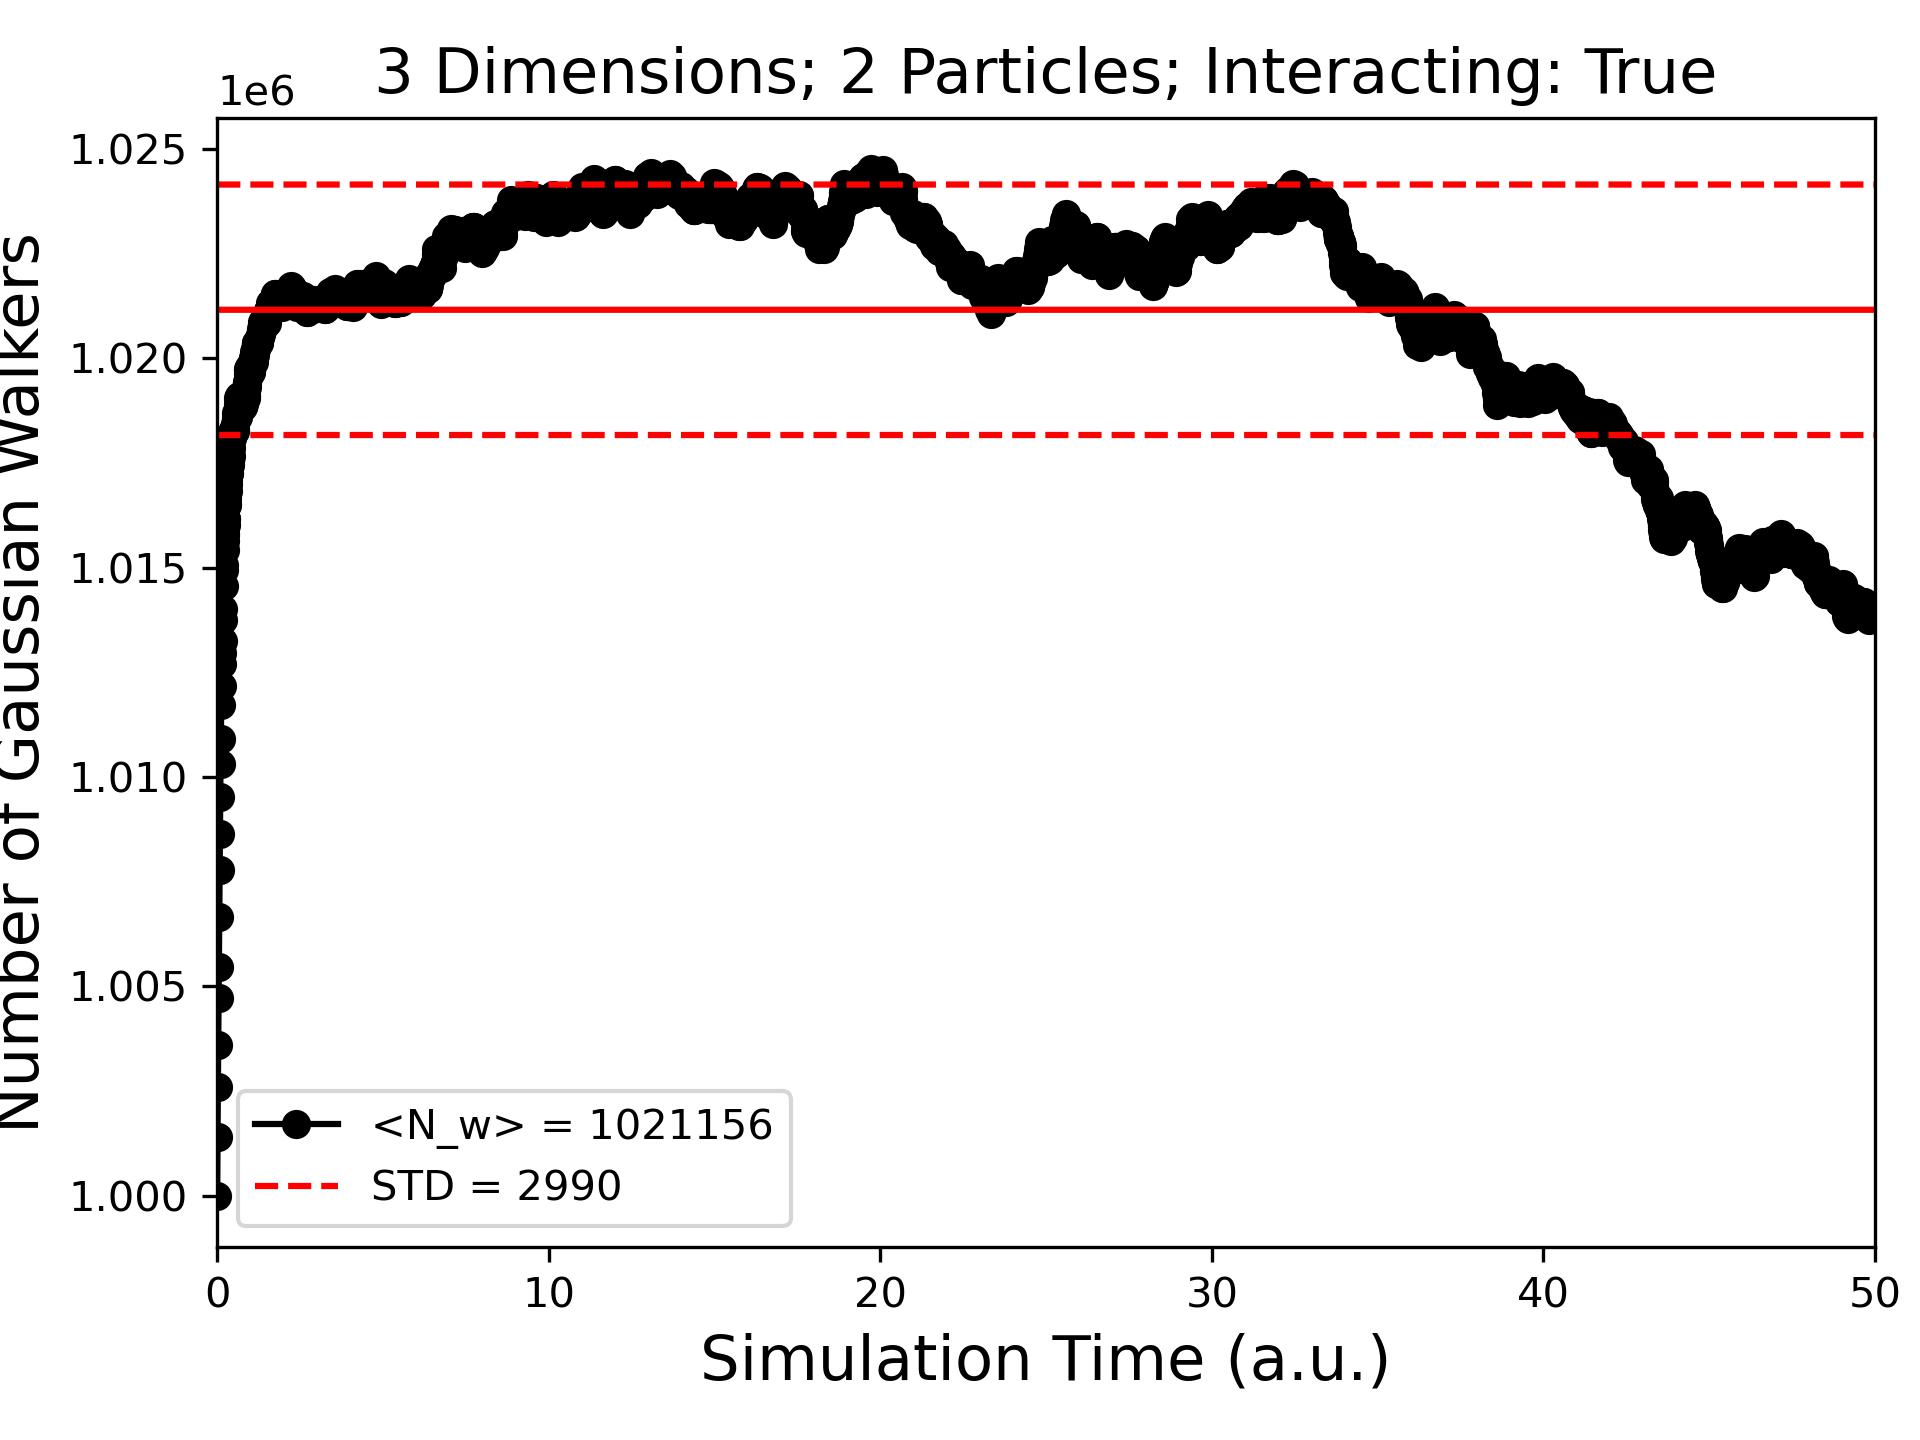 3 Dimensions; 2 Particles; Interacting: True
1e6
1.025
1.020
1.015
1.010
1.005
1.000
Number of Gaussian Walkers
<N_w> = 1021156
STD = 2990
0 10 20 30 40 50
Simulation Time (a.u.)